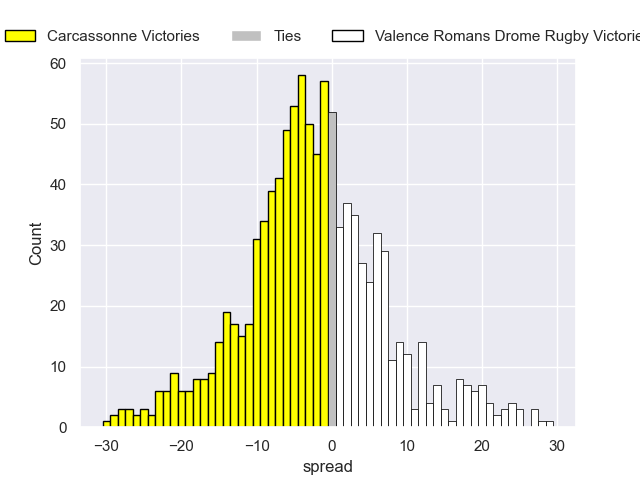 Carcassonne Victories Ties Valence Romans Drome Rugby Victorie
60
50
40
30
20
10
0
Count
−30 −20 −10 0 10 20 30
spread